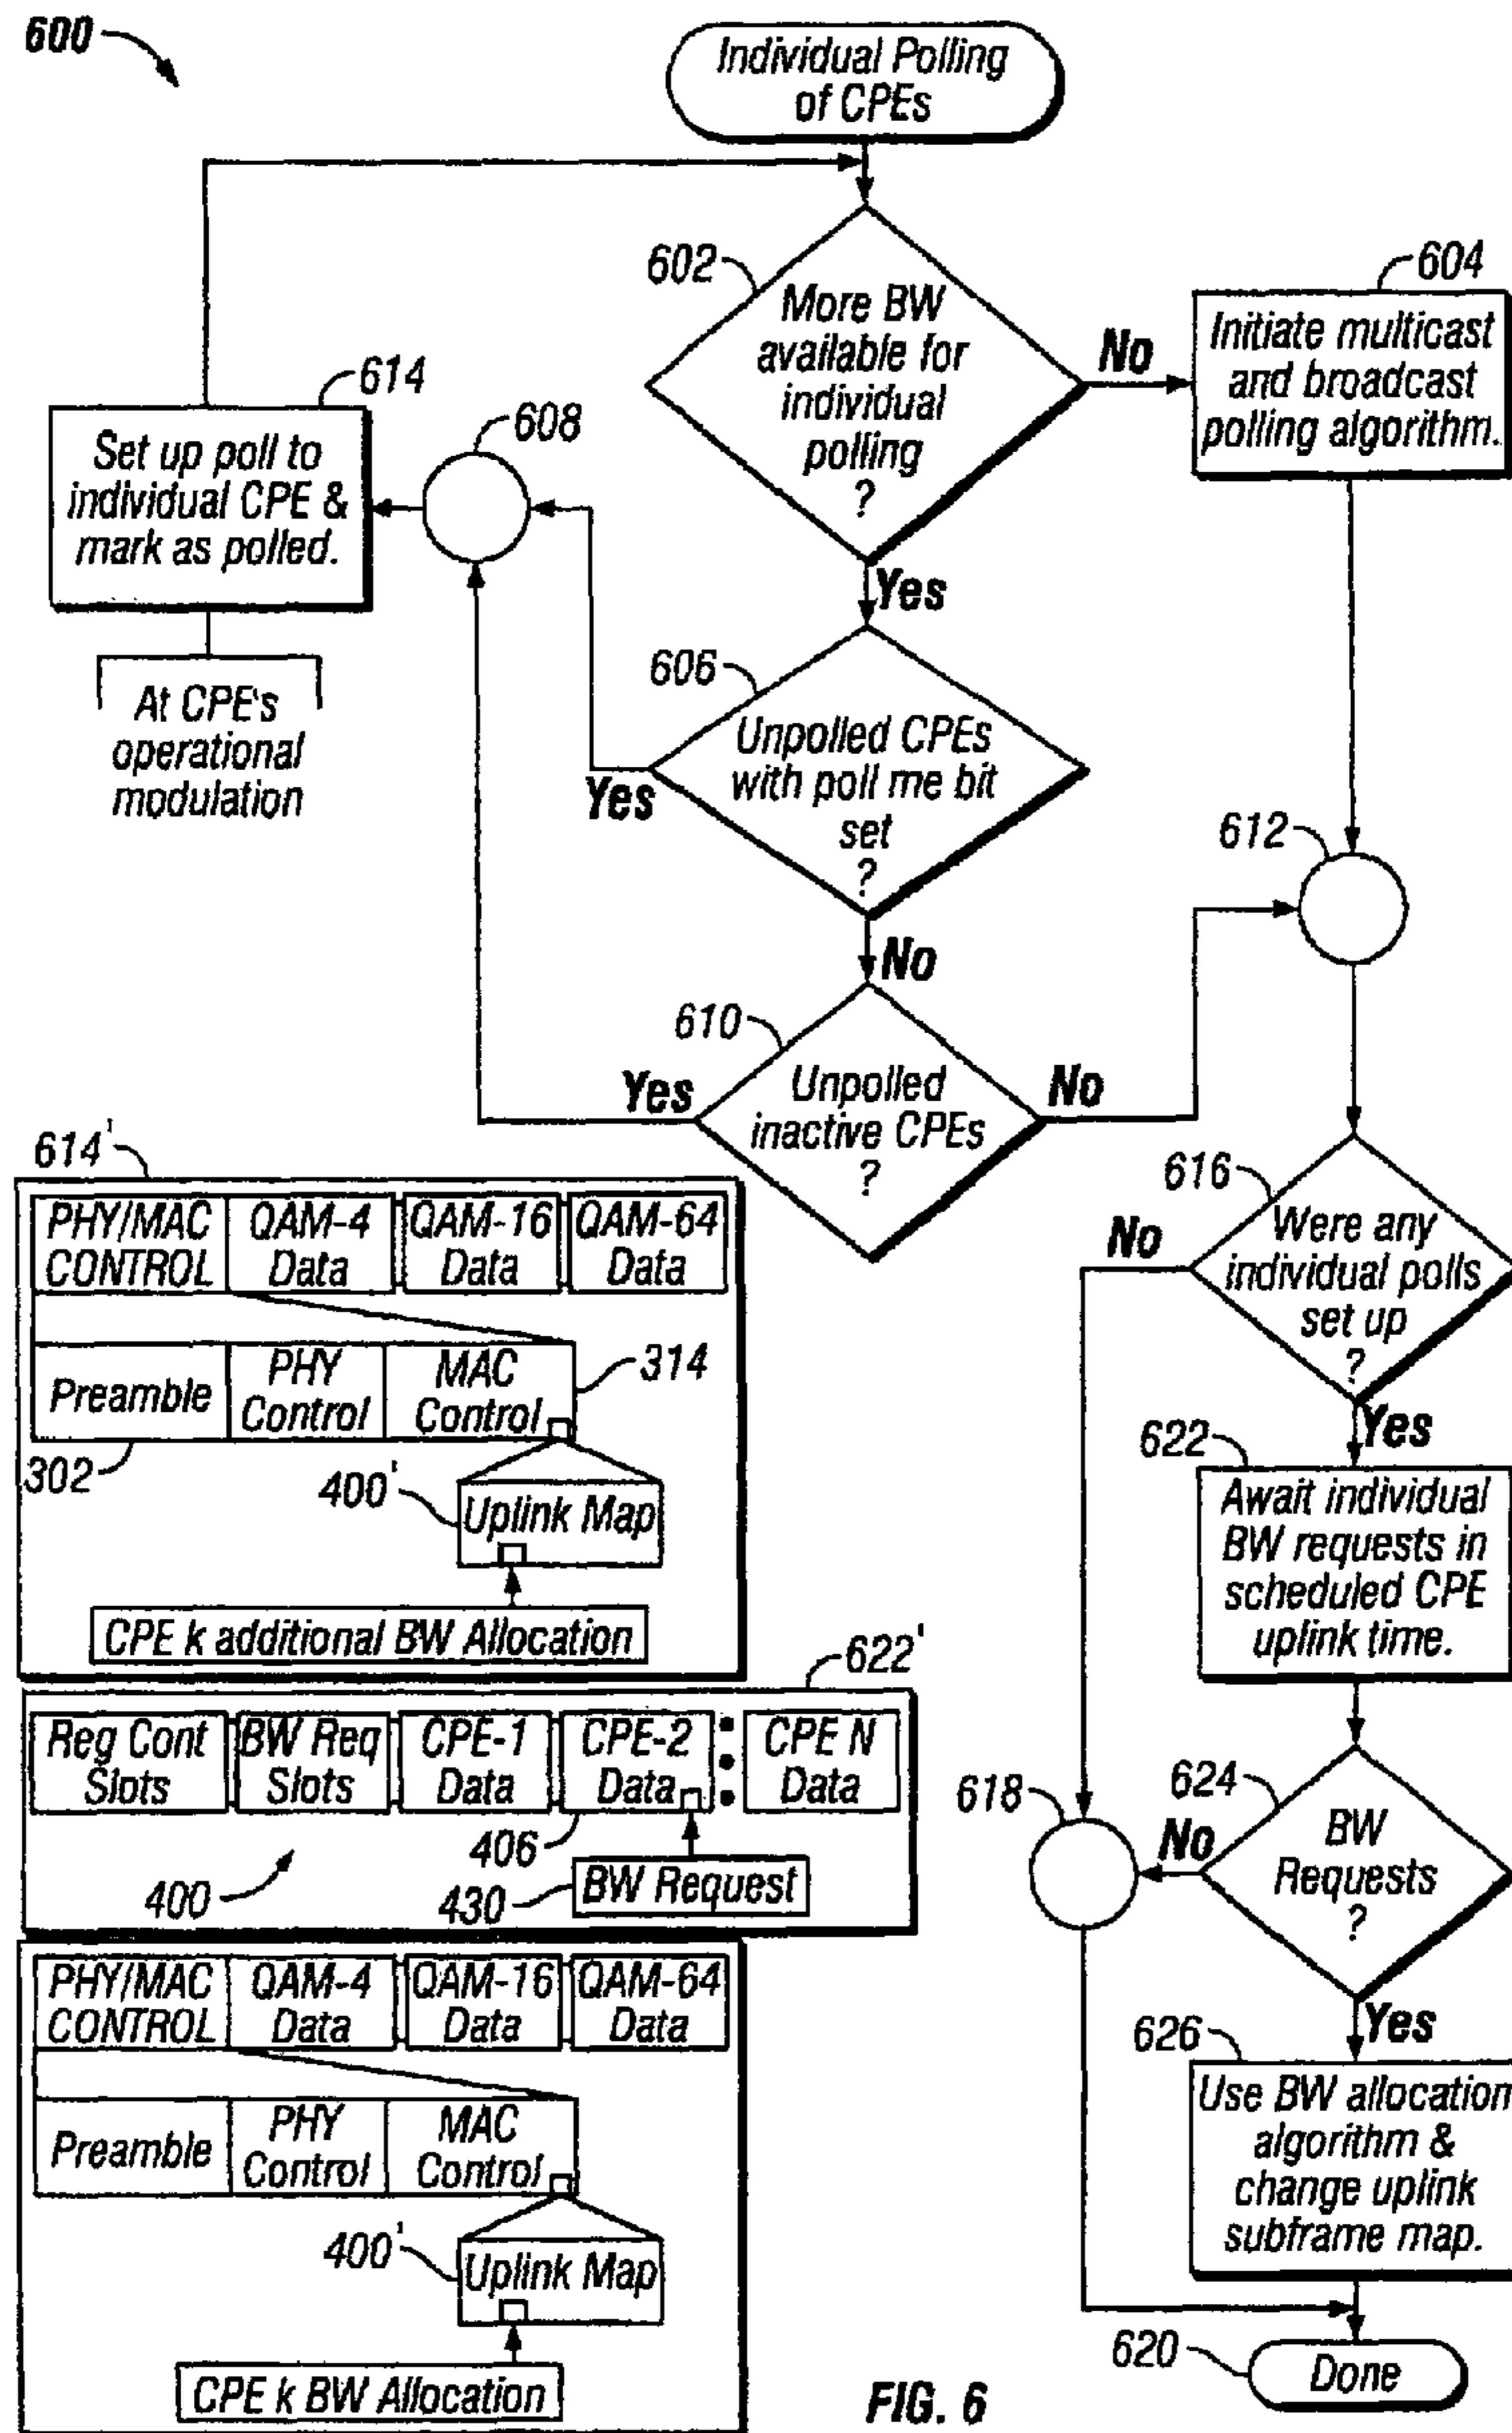 600
Individual Polling
of CPEs
602
More BW
available for
individual
polling
?
No
604
Initiate multicast
and broadcast
polling algorithm.
614
Set up poll to
individual CPE &
mark as polled.
608
At CPE's
operational
modulation
Yes
606
Unpolled CPEs
with poll me bit
set
?
Yes
No
612
610
Unpolled
inactive CPEs
?
Yes
No
616
Were any
individual polls
set up
?
No
Yes
622
Await individual
BW requests in
scheduled CPE
uplink time.
624
BW
Requests
?
No
618
Yes
626
Use BW allocation
algorithm &
change uplink
subframe map.
620
Done
614'
PHY/MAC
CONTROL
QAM-4
Data
QAM-16
Data
QAM-64
Data
Preamble
PHY
Control
MAC
Control
314
302
400'
Uplink Map
CPE k additional BW Allocation
622'
Reg Cont
Slots
BW Req
Slots
CPE-1
Data
CPE-2
Data
CPE N
Data
406
400
430
BW Request
PHY/MAC
CONTROL
QAM-4
Data
QAM-16
Data
QAM-64
Data
Preamble
PHY
Control
MAC
Control
400'
Uplink Map
CPE k BW Allocation
FIG. 6